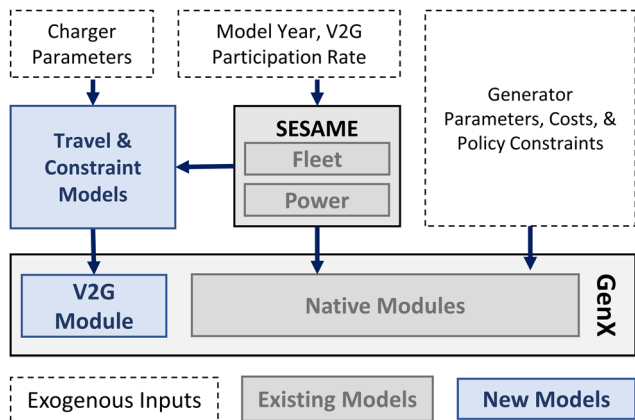 Charger
Parameters
Model Year, V2G
Participation Rate
Generator
Parameters, Costs, &
Policy Constraints
Travel &
Constraint
Models
SESAME
Fleet
Power
V2G
Module
Native Modules
GenX
Exogenous Inputs
Existing Models
New Models